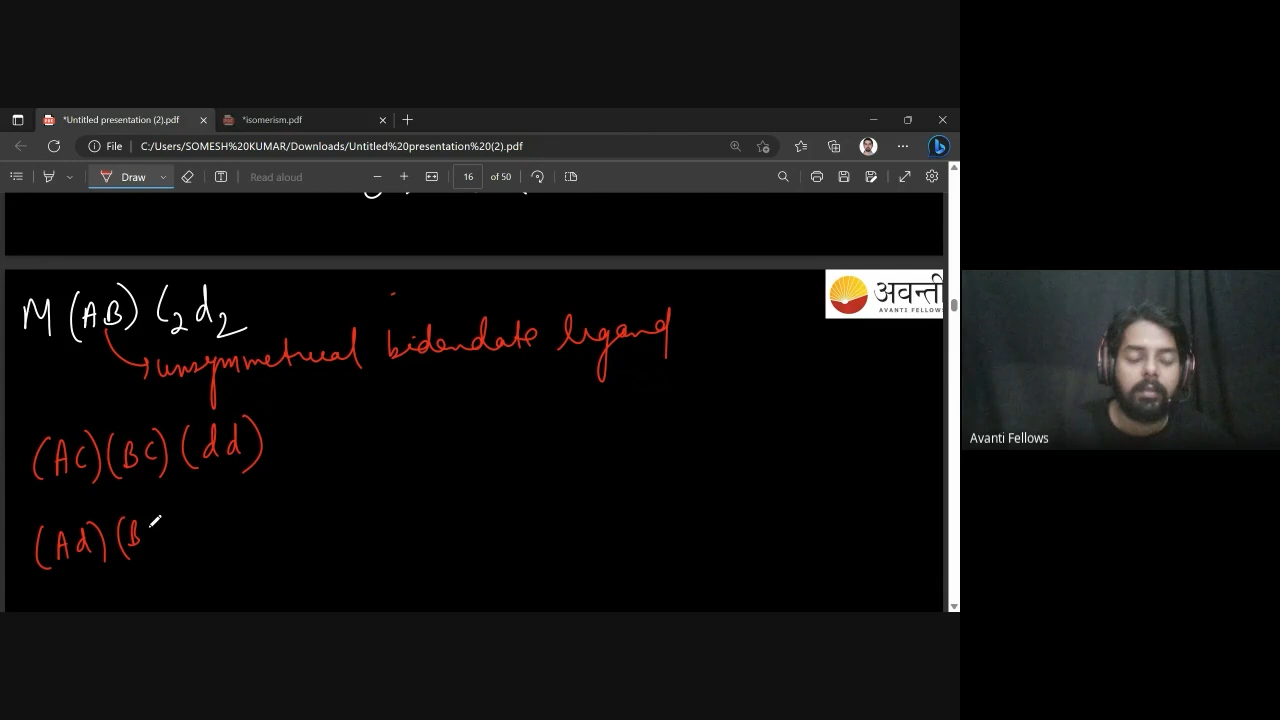 *Untitled presentation (2).pdf
*isomerism.pdf
File
C:/Users/SOMESH%20KUMAR/Downloads/Untitled%20presentation%20(2).pdf
Draw
Read aloud
16
of 50
M (AB) C2d2
अवन्ती
AVANTI FELLOWS
unsymmetrical bidendate ligand
(AC)(BC)(dd)
(Ad)(B
Avanti Fellows